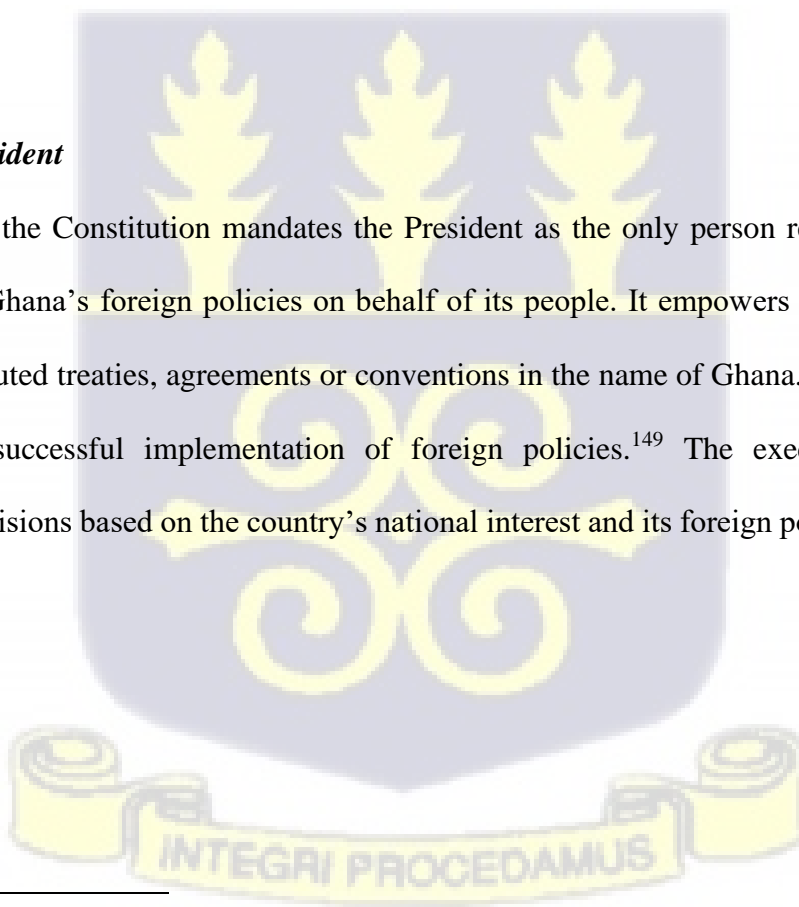 ident
the Constitution mandates the President as the only person re
Ghana’s foreign policies on behalf of its people. It empowers
uted treaties, agreements or conventions in the name of Ghana.
successful implementation of foreign policies.149 The exec
isions based on the country’s national interest and its foreign po
INTEGRI PROCEDAMUS